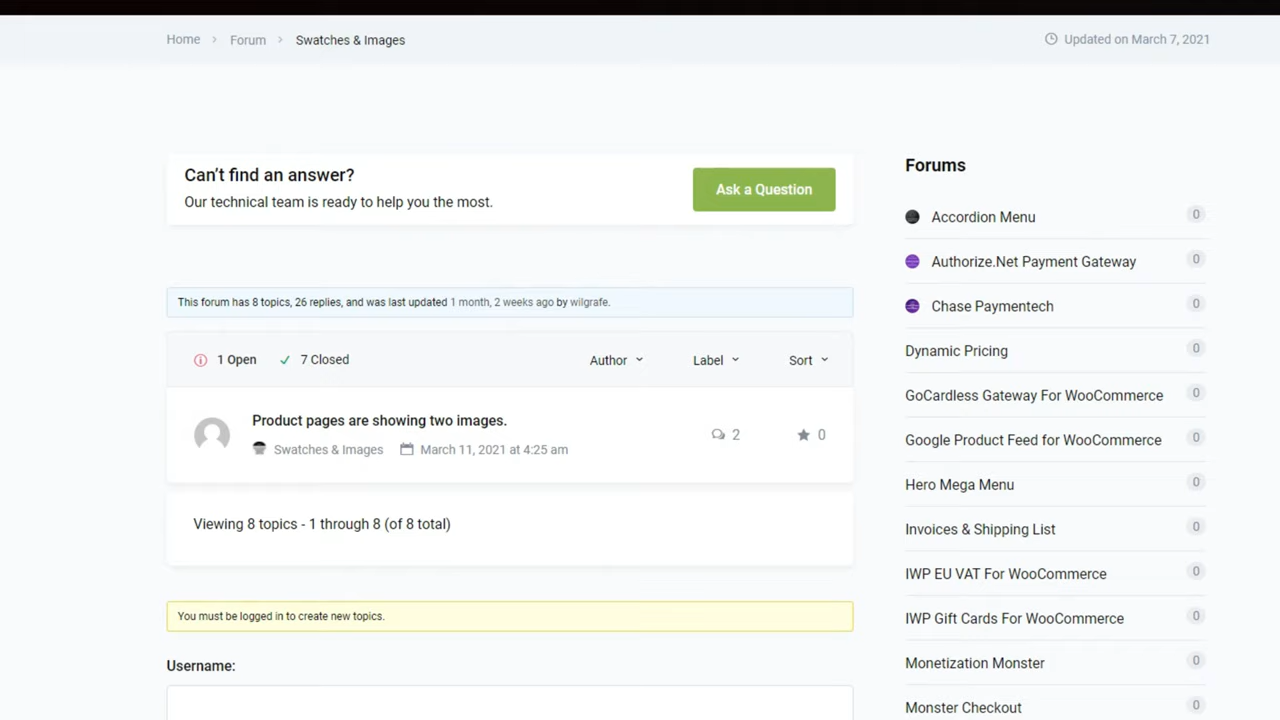 Home > Forum > Swatches & Images
Updated on March 7, 2021
Can't find an answer?
Our technical team is ready to help you the most.
Ask a Question
This forum has 8 topics, 26 replies, and was last updated 1 month, 2 weeks ago by wilgrafe.
1 Open 7 Closed Author Label Sort
Product pages are showing two images.
Swatches & Images March 11, 2021 at 4:25 am
2 0
Viewing 8 topics - 1 through 8 (of 8 total)
You must be logged in to create new topics.
Username:
Forums
Accordion Menu 0
Authorize.Net Payment Gateway 0
Chase Paymentech 0
Dynamic Pricing 0
GoCardless Gateway For WooCommerce 0
Google Product Feed for WooCommerce 0
Hero Mega Menu 0
Invoices & Shipping List 0
IWP EU VAT For WooCommerce 0
IWP Gift Cards For WooCommerce 0
Monetization Monster 0
Monster Checkout 0